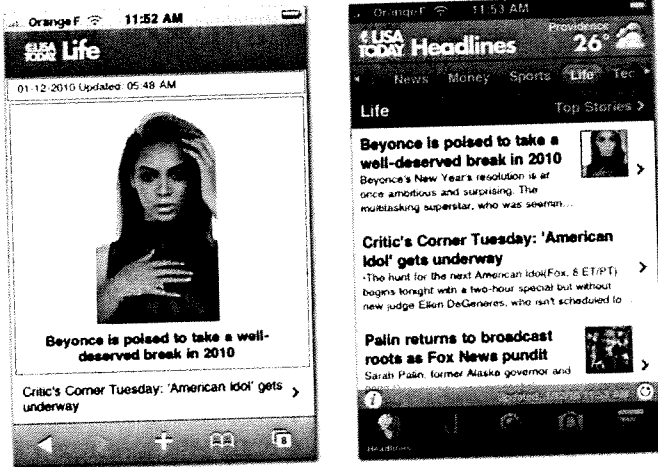 OrangeF 11:52 AM
USA TODAY Life
01-12-2010 Updated: 05:48 AM
Beyonce is poised to take a well-
deserved break in 2010
Critic's Corner Tuesday: 'American Idol' gets
underway
8
OrangeF 11:53 AM
USA TODAY Headlines
Providence
26°
News Money Sports Life Tec
Life Top Stories >
Beyonce is poised to take a
well-deserved break in 2010
Beyonce's New Year's resolution is at
once ambitious and surprising. The
multitasking superstar, who was seemin...
Critic's Corner Tuesday: 'American
Idol' gets underway
•The hunt for the next American Idol(Fox, 8 ET/PT)
begins tonight with a two-hour special but without
new judge Ellen DeGeneres, who isn't scheduled to...
Palin returns to broadcast
roots as Fox News pundit
Sarah Palin, former Alaska governor and
Headlines